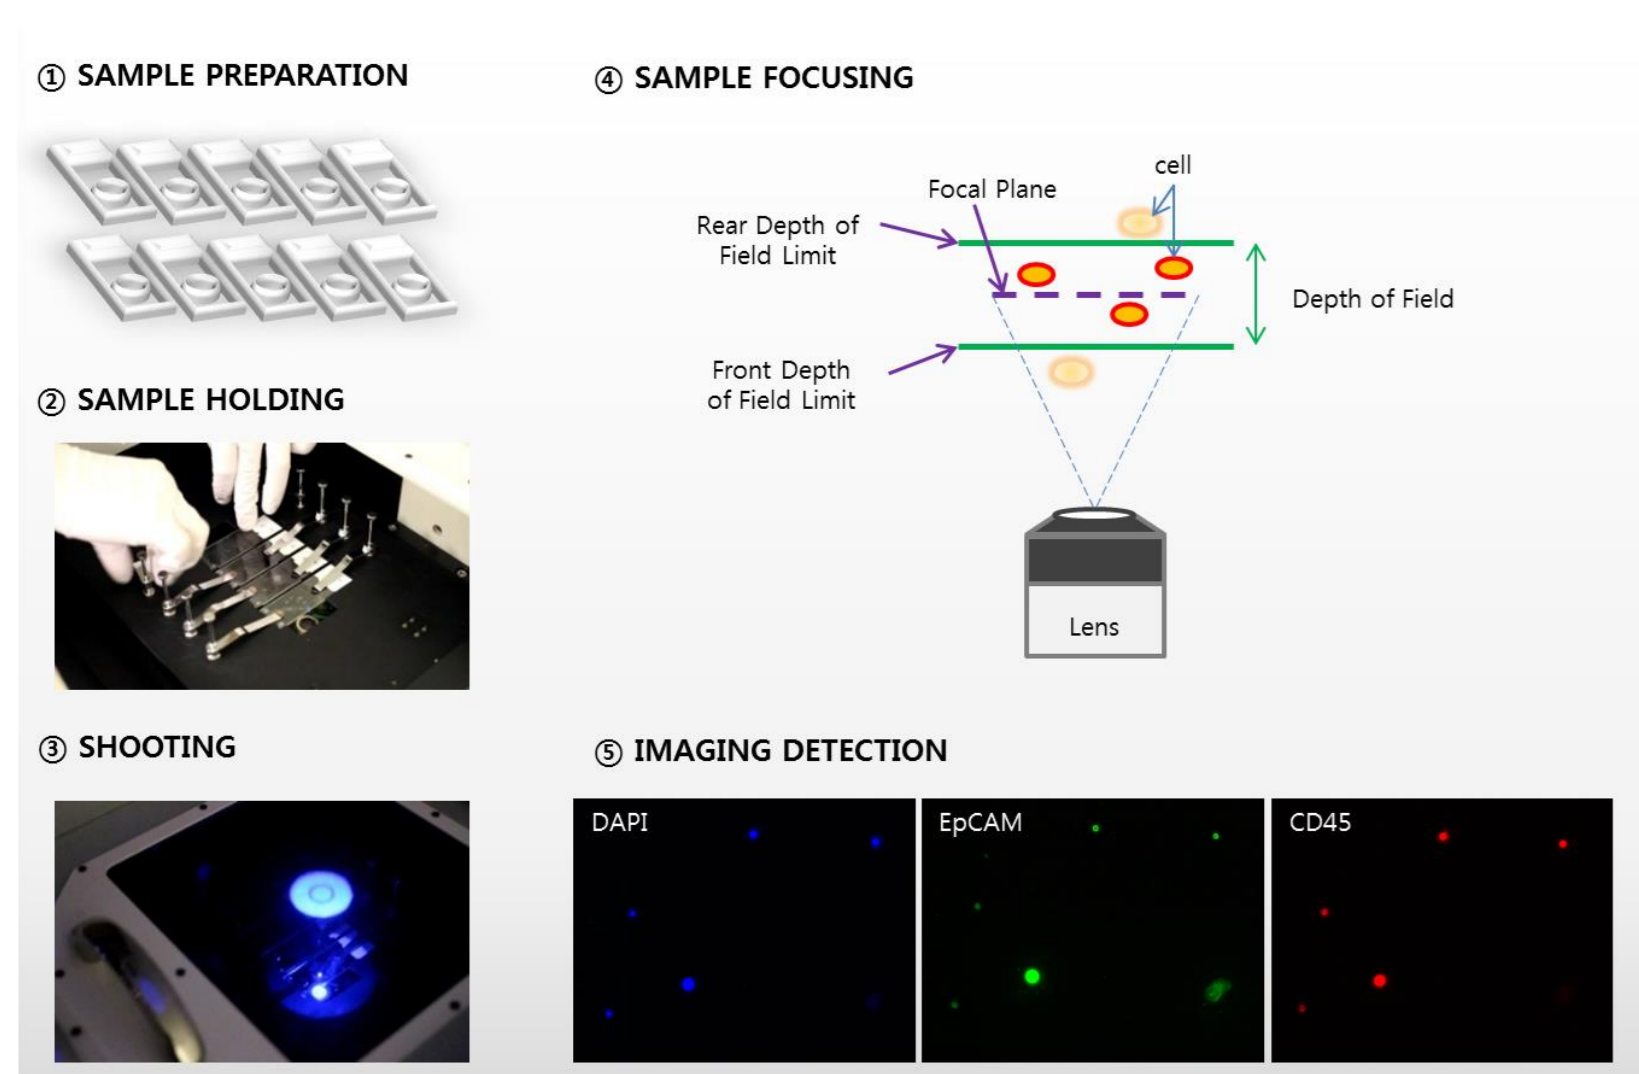 ① SAMPLE PREPARATION
② SAMPLE HOLDING
③ SHOOTING
④ SAMPLE FOCUSING
cell
Focal Plane
Rear Depth of
Field Limit
Depth of Field
Front Depth
of Field Limit
Lens
⑤ IMAGING DETECTION
DAPI
EpCAM
CD45